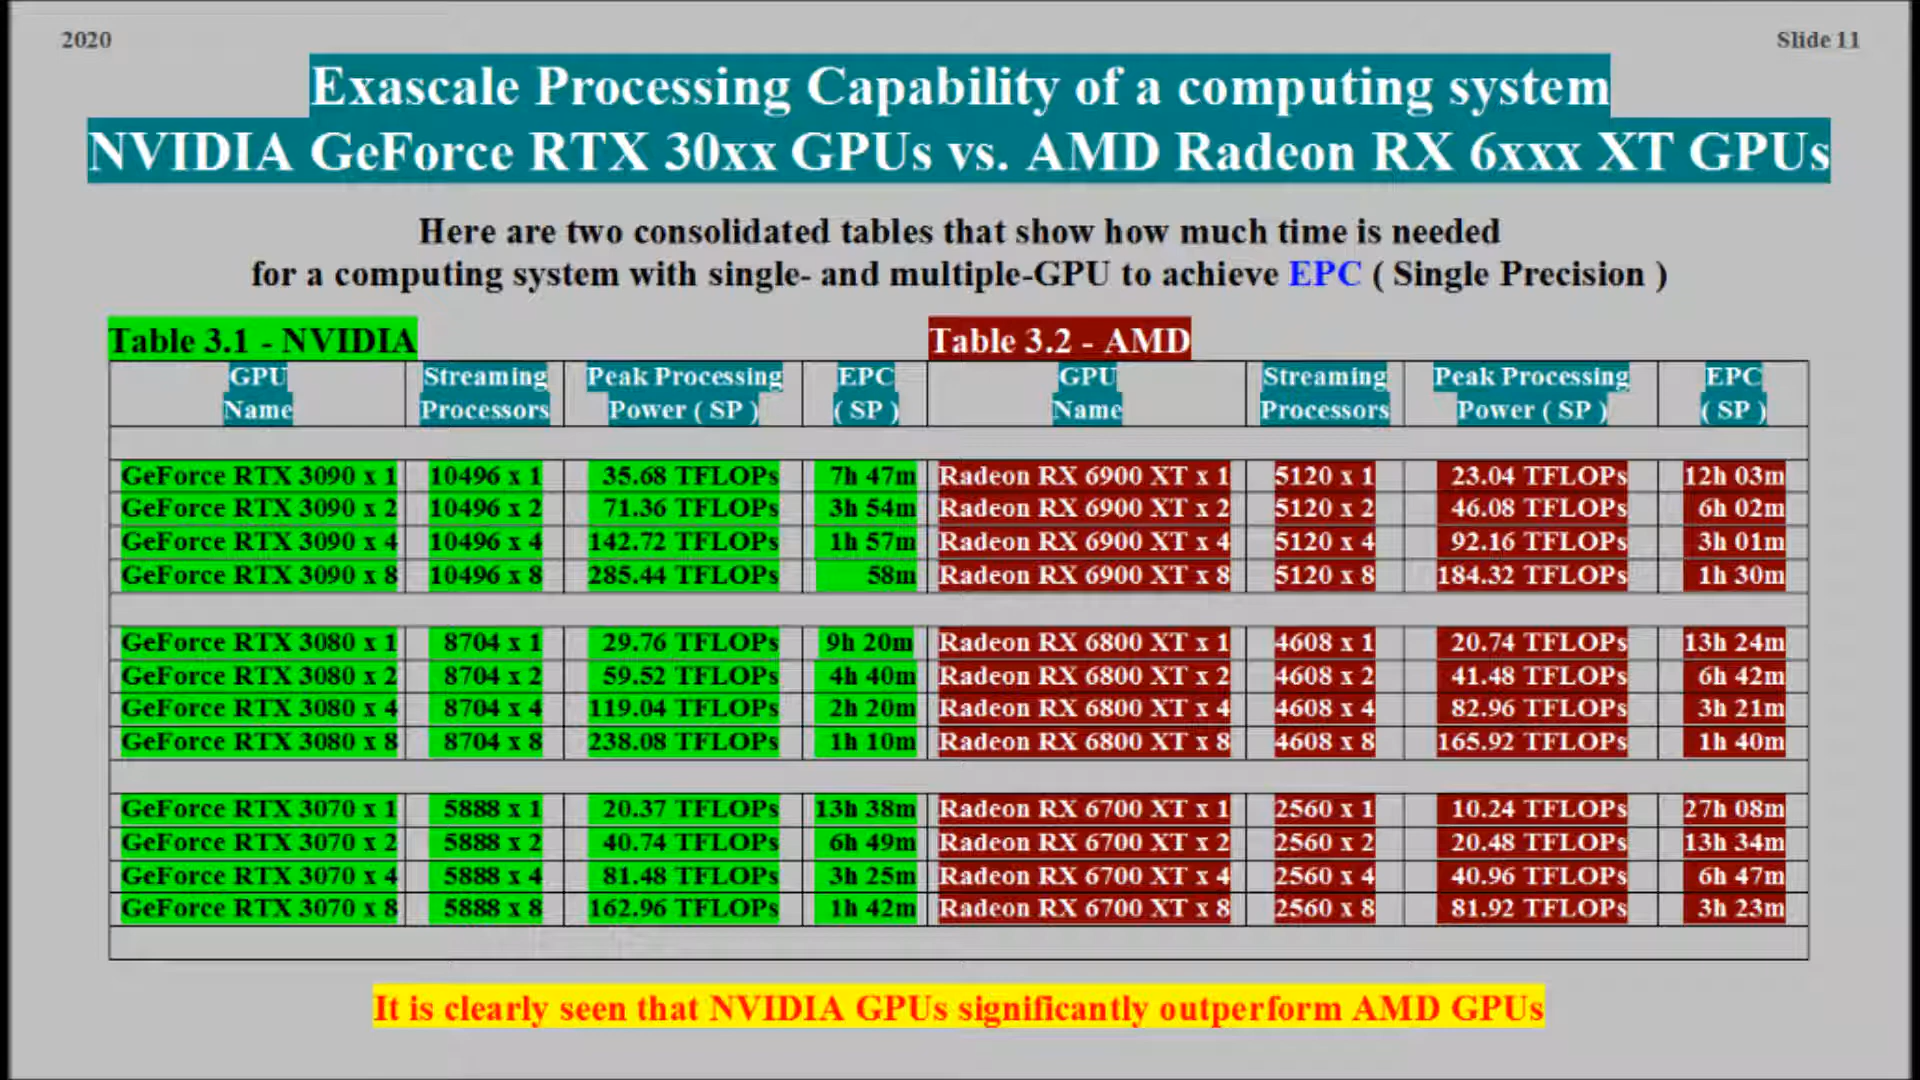 2020
Slide 11
Exascale Processing Capability of a computing system
NVIDIA GeForce RTX 30xx GPUs vs. AMD Radeon RX 6xxx XT GPUs
Here are two consolidated tables that show how much time is needed
for a computing system with single- and multiple-GPU to achieve EPC ( Single Precision )
Table 3.1 - NVIDIA
Table 3.2 - AMD
GPU Streaming Peak Processing EPC GPU Streaming Peak Processing EPC
Name Processors Power ( SP ) ( SP ) Name Processors Power ( SP ) ( SP )
GeForce RTX 3090 x 1 10496 x 1 35.68 TFLOPs 7h 47m Radeon RX 6900 XT x 1 5120 x 1 23.04 TFLOPs 12h 03m
GeForce RTX 3090 x 2 10496 x 2 71.36 TFLOPs 3h 54m Radeon RX 6900 XT x 2 5120 x 2 46.08 TFLOPs 6h 02m
GeForce RTX 3090 x 4 10496 x 4 142.72 TFLOPs 1h 57m Radeon RX 6900 XT x 4 5120 x 4 92.16 TFLOPs 3h 01m
GeForce RTX 3090 x 8 10496 x 8 285.44 TFLOPs 58m Radeon RX 6900 XT x 8 5120 x 8 184.32 TFLOPs 1h 30m
GeForce RTX 3080 x 1 8704 x 1 29.76 TFLOPs 9h 20m Radeon RX 6800 XT x 1 4608 x 1 20.74 TFLOPs 13h 24m
GeForce RTX 3080 x 2 8704 x 2 59.52 TFLOPs 4h 40m Radeon RX 6800 XT x 2 4608 x 2 41.48 TFLOPs 6h 42m
GeForce RTX 3080 x 4 8704 x 4 119.04 TFLOPs 2h 20m Radeon RX 6800 XT x 4 4608 x 4 82.96 TFLOPs 3h 21m
GeForce RTX 3080 x 8 8704 x 8 238.08 TFLOPs 1h 10m Radeon RX 6800 XT x 8 4608 x 8 165.92 TFLOPs 1h 40m
GeForce RTX 3070 x 1 5888 x 1 20.37 TFLOPs 13h 38m Radeon RX 6700 XT x 1 2560 x 1 10.24 TFLOPs 27h 08m
GeForce RTX 3070 x 2 5888 x 2 40.74 TFLOPs 6h 49m Radeon RX 6700 XT x 2 2560 x 2 20.48 TFLOPs 13h 34m
GeForce RTX 3070 x 4 5888 x 4 81.48 TFLOPs 3h 25m Radeon RX 6700 XT x 4 2560 x 4 40.96 TFLOPs 6h 47m
GeForce RTX 3070 x 8 5888 x 8 162.96 TFLOPs 1h 42m Radeon RX 6700 XT x 8 2560 x 8 81.92 TFLOPs 3h 23m
It is clearly seen that NVIDIA GPUs significantly outperform AMD GPUs